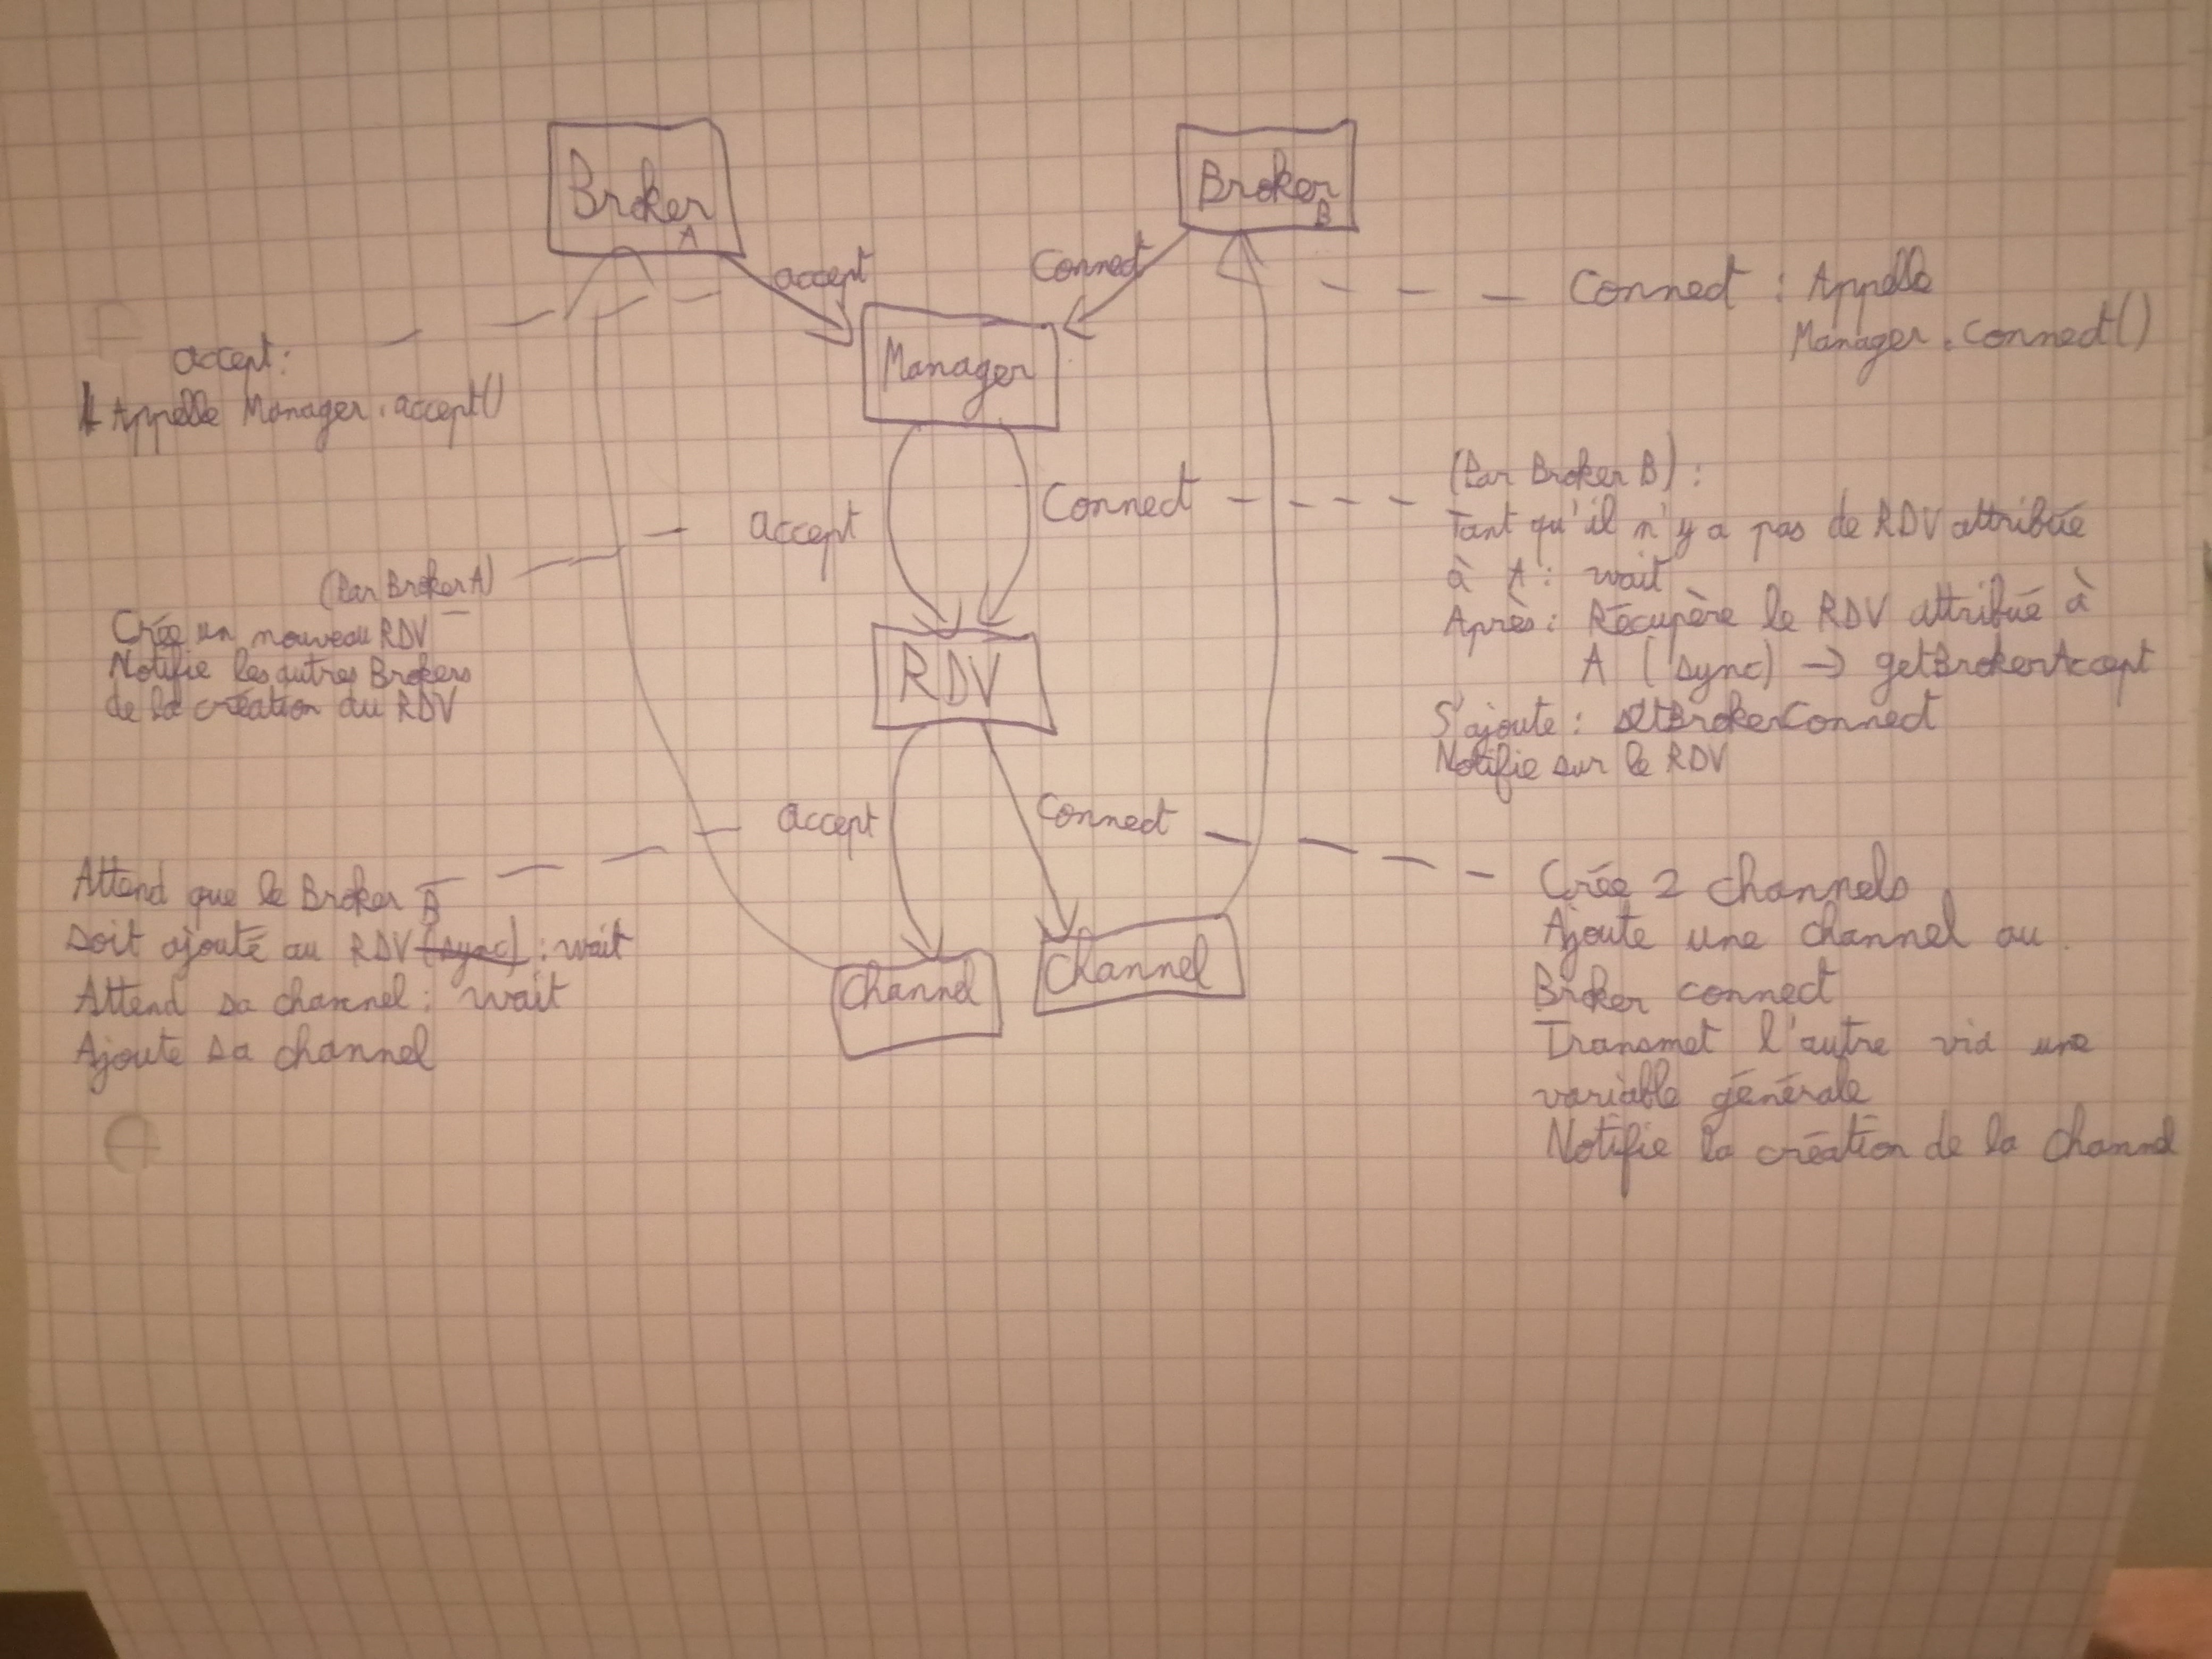 Broker
A
Broker
B
accept
Connect
Manager
Connect : Appelle
Manager.connect()
accept:
Appelle Manager.accept()
accept
Connect
(Par Broker B) :
Tant qu'il n'y a pas de RDV attribué
à A : wait
Après : Récupère le RDV attribué à
A (sync) → getBrokerAccept
S'ajoute : setBrokerConnect
Notifie sur le RDV
(Par Broker A)
Crée un nouveau RDV
Notifie les autres Brokers
de la création du RDV
RDV
accept
Connect
Attend que le Broker B
soit ajouté au RDV (sync) : wait
Attend sa channel : wait
Ajoute sa channel
Channel
Channel
Crée 2 channels
Ajoute une channel au
Broker connect
Transmet l'autre via une
variable générale
Notifie la création de la channel